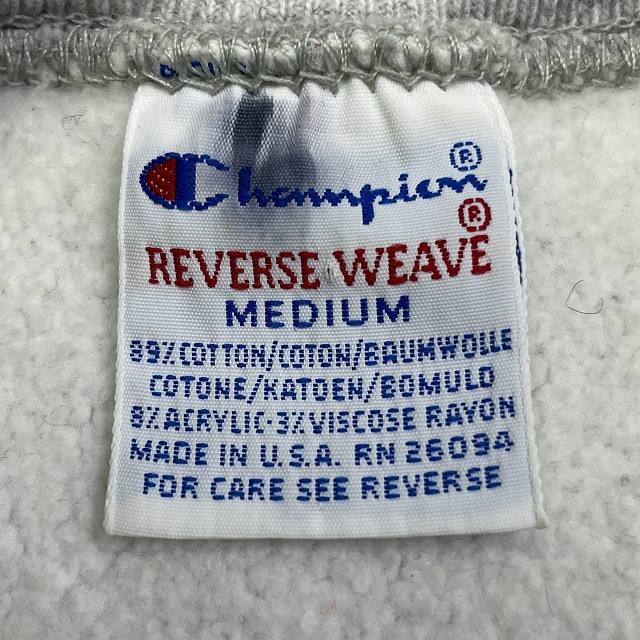 Champion®
REVERSE WEAVE®
MEDIUM
89% COTTON/COTON/BAUMWOLLE
COTONE/KATOEN/BOMULD
8% ACRYLIC·3% VISCOSE RAYON
MADE IN U.S.A. RN 26094
FOR CARE SEE REVERSE